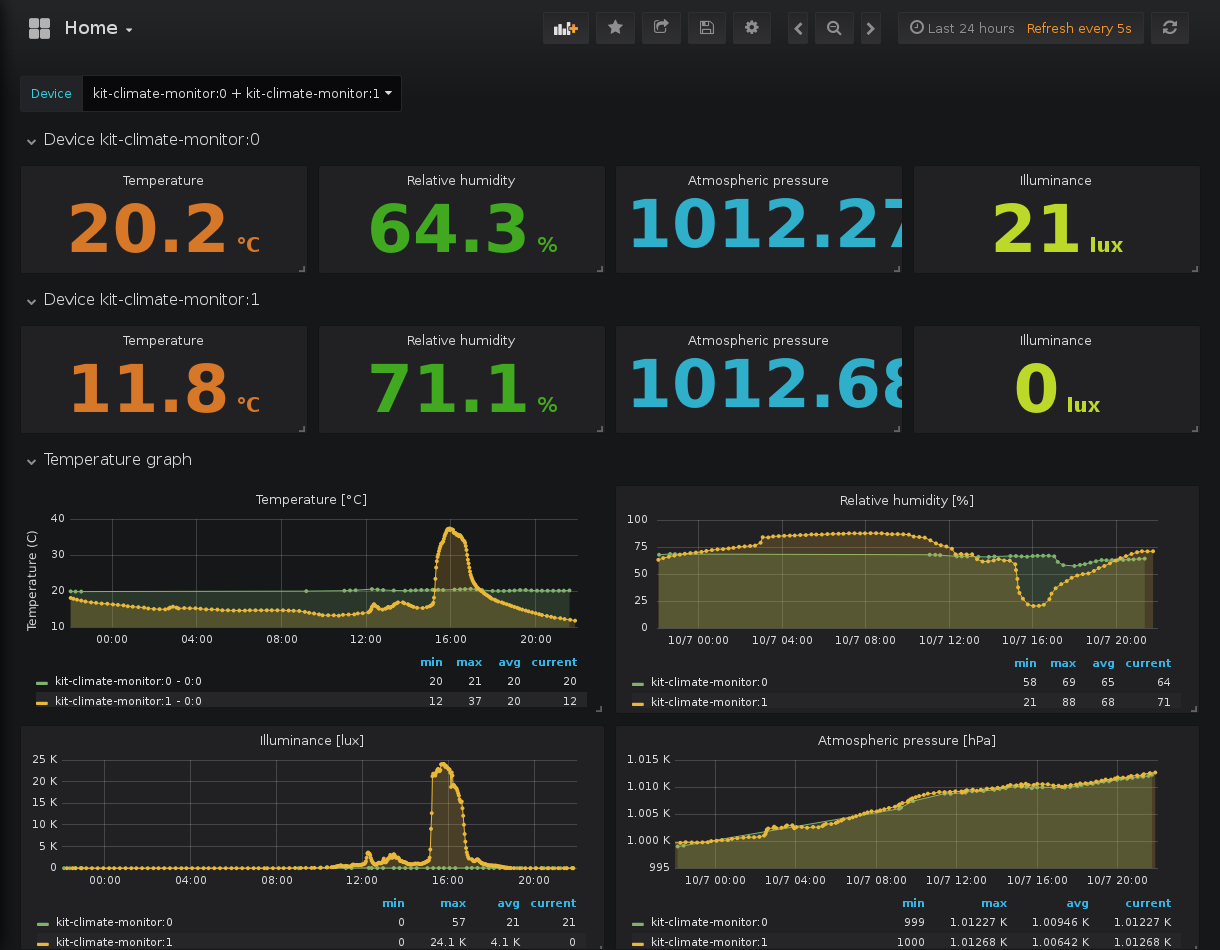 Home
Last 24 hours Refresh every 5s
Device kit-climate-monitor:0 + kit-climate-monitor:1
Device kit-climate-monitor:0
Temperature Relative humidity Atmospheric pressure Illuminance
20.2 °C 64.3 % 1012.27 21 lux
Device kit-climate-monitor:1
Temperature Relative humidity Atmospheric pressure Illuminance
11.8 °C 71.1 % 1012.68 0 lux
Temperature graph
Temperature [°C]
Temperature (C)
40
30
20
10
00:00 04:00 08:00 12:00 16:00 20:00
min max avg current
kit-climate-monitor:0 - 0:0 20 21 20 20
kit-climate-monitor:1 - 0:0 12 37 20 12
Relative humidity [%]
100
75
50
25
0
10/7 00:00 10/7 04:00 10/7 08:00 10/7 12:00 10/7 16:00 10/7 20:00
min max avg current
kit-climate-monitor:0 58 69 65 64
kit-climate-monitor:1 21 88 68 71
Illuminance [lux]
25 K
20 K
15 K
10 K
5 K
0
00:00 04:00 08:00 12:00 16:00 20:00
min max avg current
kit-climate-monitor:0 0 57 21 21
kit-climate-monitor:1 0 24.1 K 4.1 K 0
Atmospheric pressure [hPa]
1.015 K
1.010 K
1.005 K
1.000 K
995
10/7 00:00 10/7 04:00 10/7 08:00 10/7 12:00 10/7 16:00 10/7 20:00
min max avg current
kit-climate-monitor:0 999 1.01227 K 1.00946 K 1.01227 K
kit-climate-monitor:1 1000 1.01268 K 1.00642 K 1.01268 K